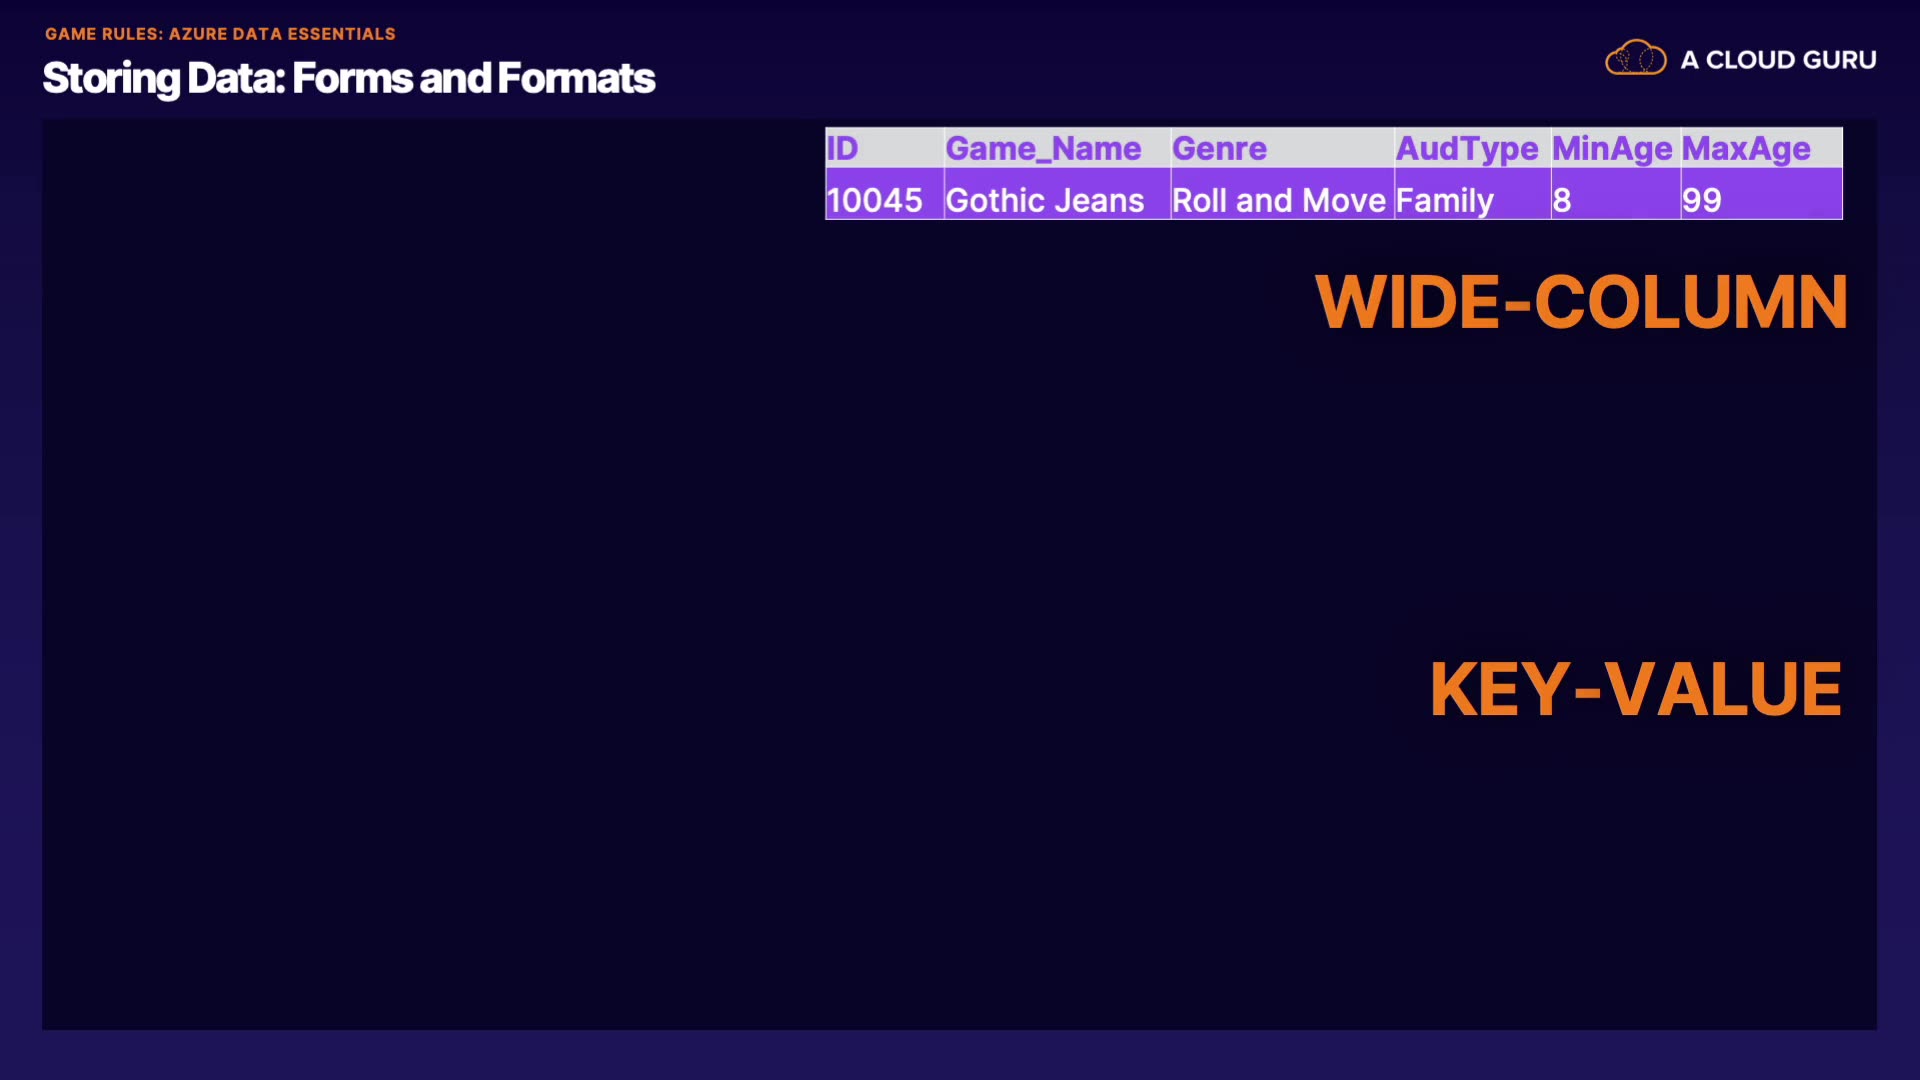 GAME RULES: AZURE DATA ESSENTIALS
Storing Data: Forms and Formats
A CLOUD GURU
ID Game_Name Genre AudType MinAge MaxAge
10045 Gothic Jeans Roll and Move Family 8 99
WIDE-COLUMN
KEY-VALUE